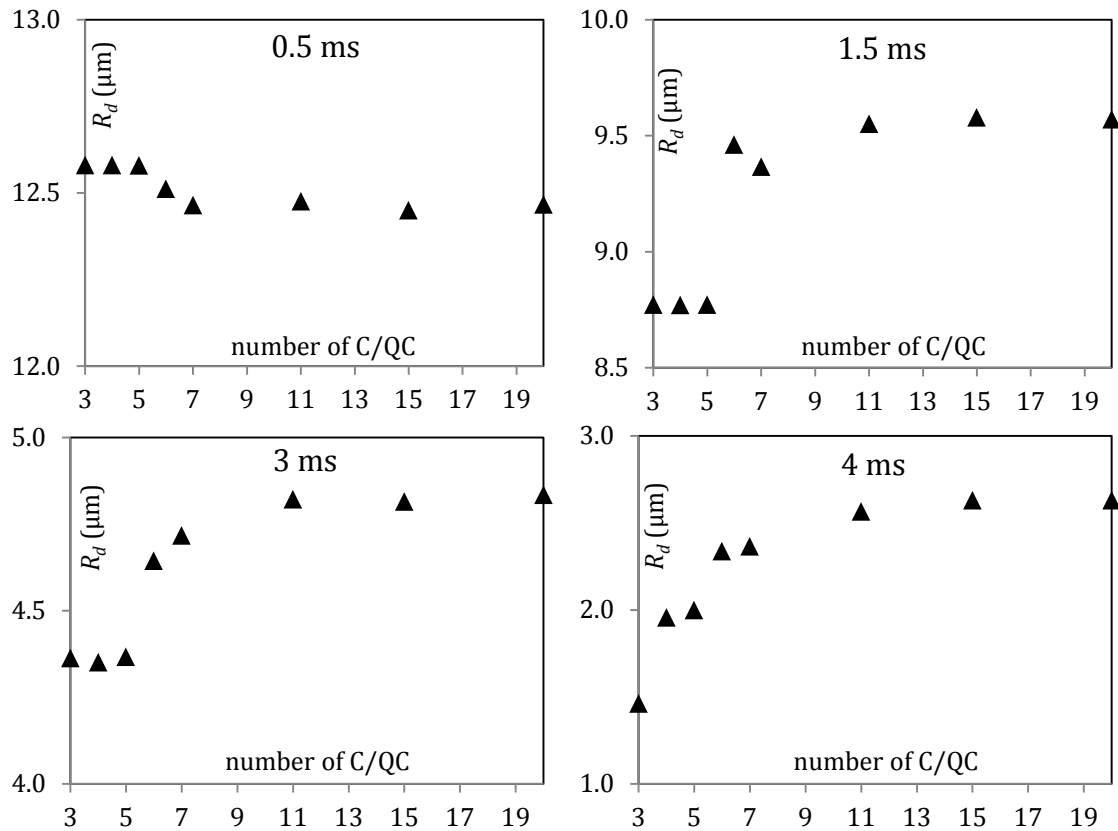 13.0
0.5 ms
R_d (µm)
12.5
number of C/QC
12.0
3 5 7 9 11 13 15 17 19
10.0
1.5 ms
R_d (µm)
9.5
9.0
number of C/QC
8.5
3 5 7 9 11 13 15 17 19
5.0
3 ms
R_d (µm)
4.5
number of C/QC
4.0
3 5 7 9 11 13 15 17 19
3.0
4 ms
R_d (µm)
2.0
number of C/QC
1.0
3 5 7 9 11 13 15 17 19